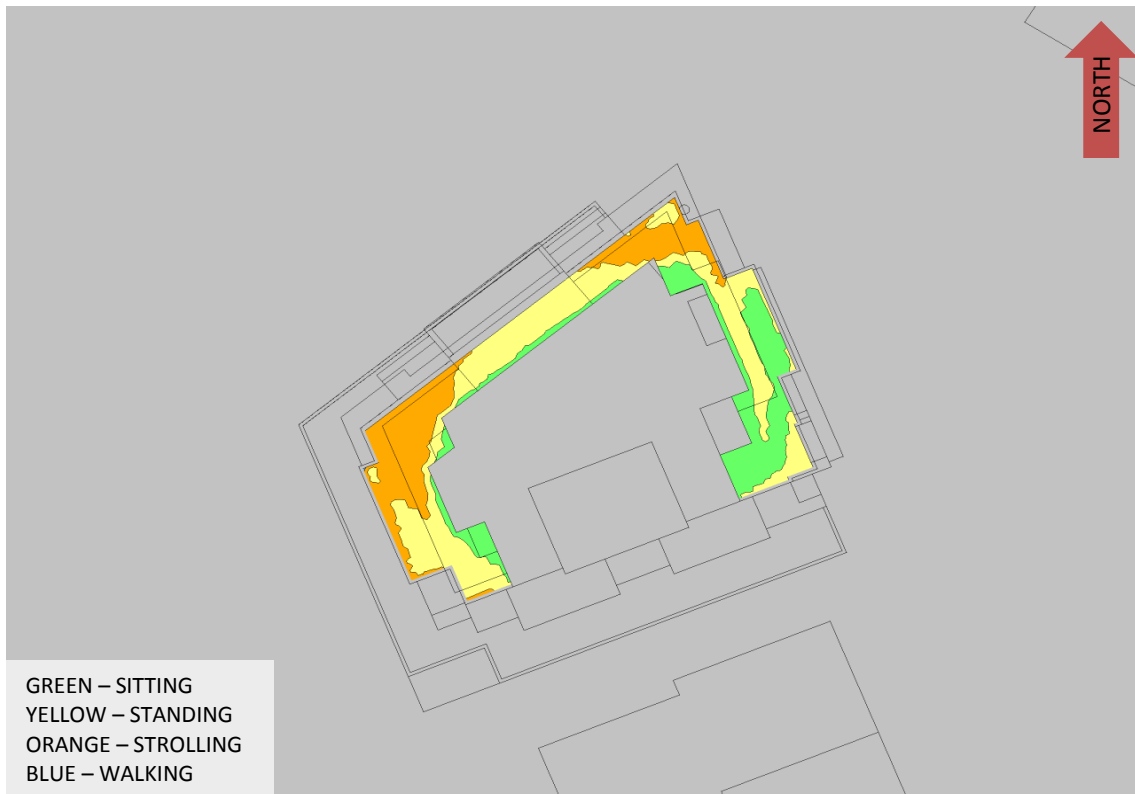 NORTH
GREEN – SITTING
YELLOW – STANDING
ORANGE – STROLLING
BLUE – WALKING